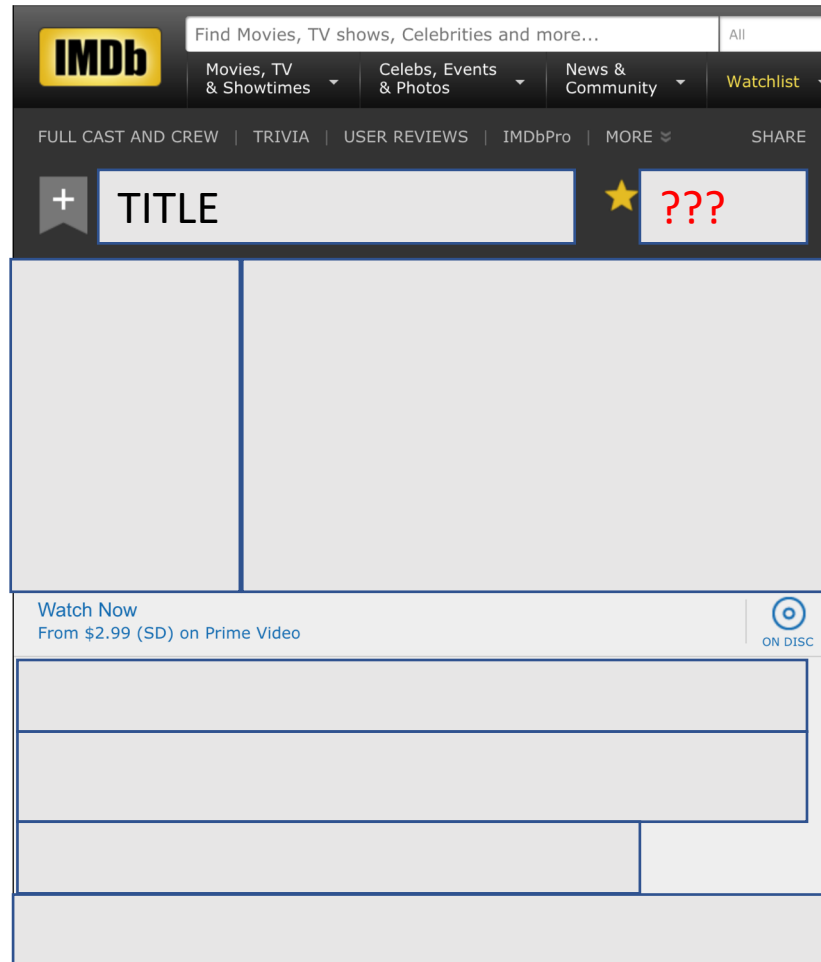 IMDb
Find Movies, TV shows, Celebrities and more...
All
Movies, TV
& Showtimes
Celebs, Events
& Photos
News &
Community
Watchlist
FULL CAST AND CREW | TRIVIA | USER REVIEWS | IMDbPro | MORE
SHARE
+
TITLE
???
Watch Now
From $2.99 (SD) on Prime Video
ON DISC